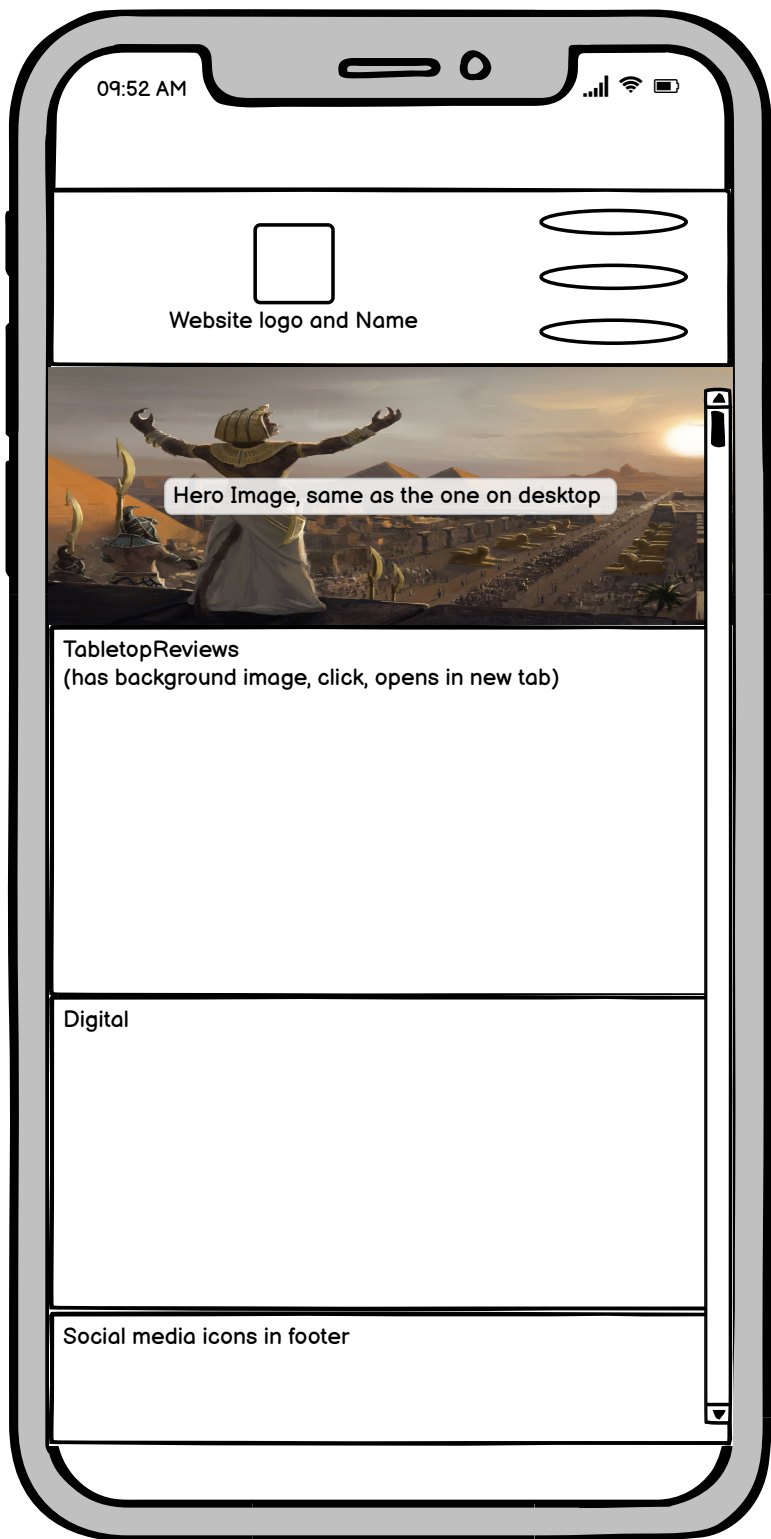 09:52 AM
Website logo and Name
Hero Image, same as the one on desktop
TabletopReviews
(has background image, click, opens in new tab)
Digital
Social media icons in footer